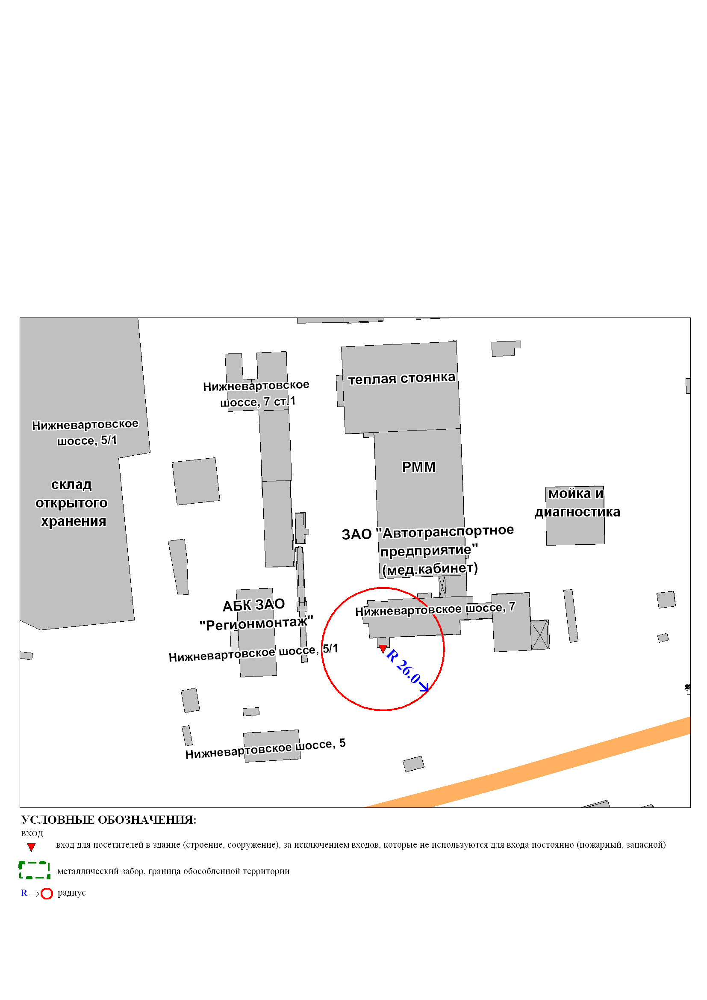 теплая стоянка
Нижневартовское
шоссе, 7 ст.1
Нижневартовское
шоссе, 5/1
РММ
склад
открытого
хранения
мойка и
диагностика
ЗАО "Автотранспортное
предприятие"
(мед.кабинет)
АБК ЗАО
"Регионмонтаж"
Нижневартовское шоссе, 7
Нижневартовское шоссе, 5/1
R 26.0
Нижневартовское шоссе, 5
УСЛОВНЫЕ ОБОЗНАЧЕНИЯ:
ВХОД
вход для посетителей в здание (строение, сооружение), за исключением входов, которые не используются для входа постоянно (пожарный, запасной)
металлический забор, граница обособленной территории
R радиус